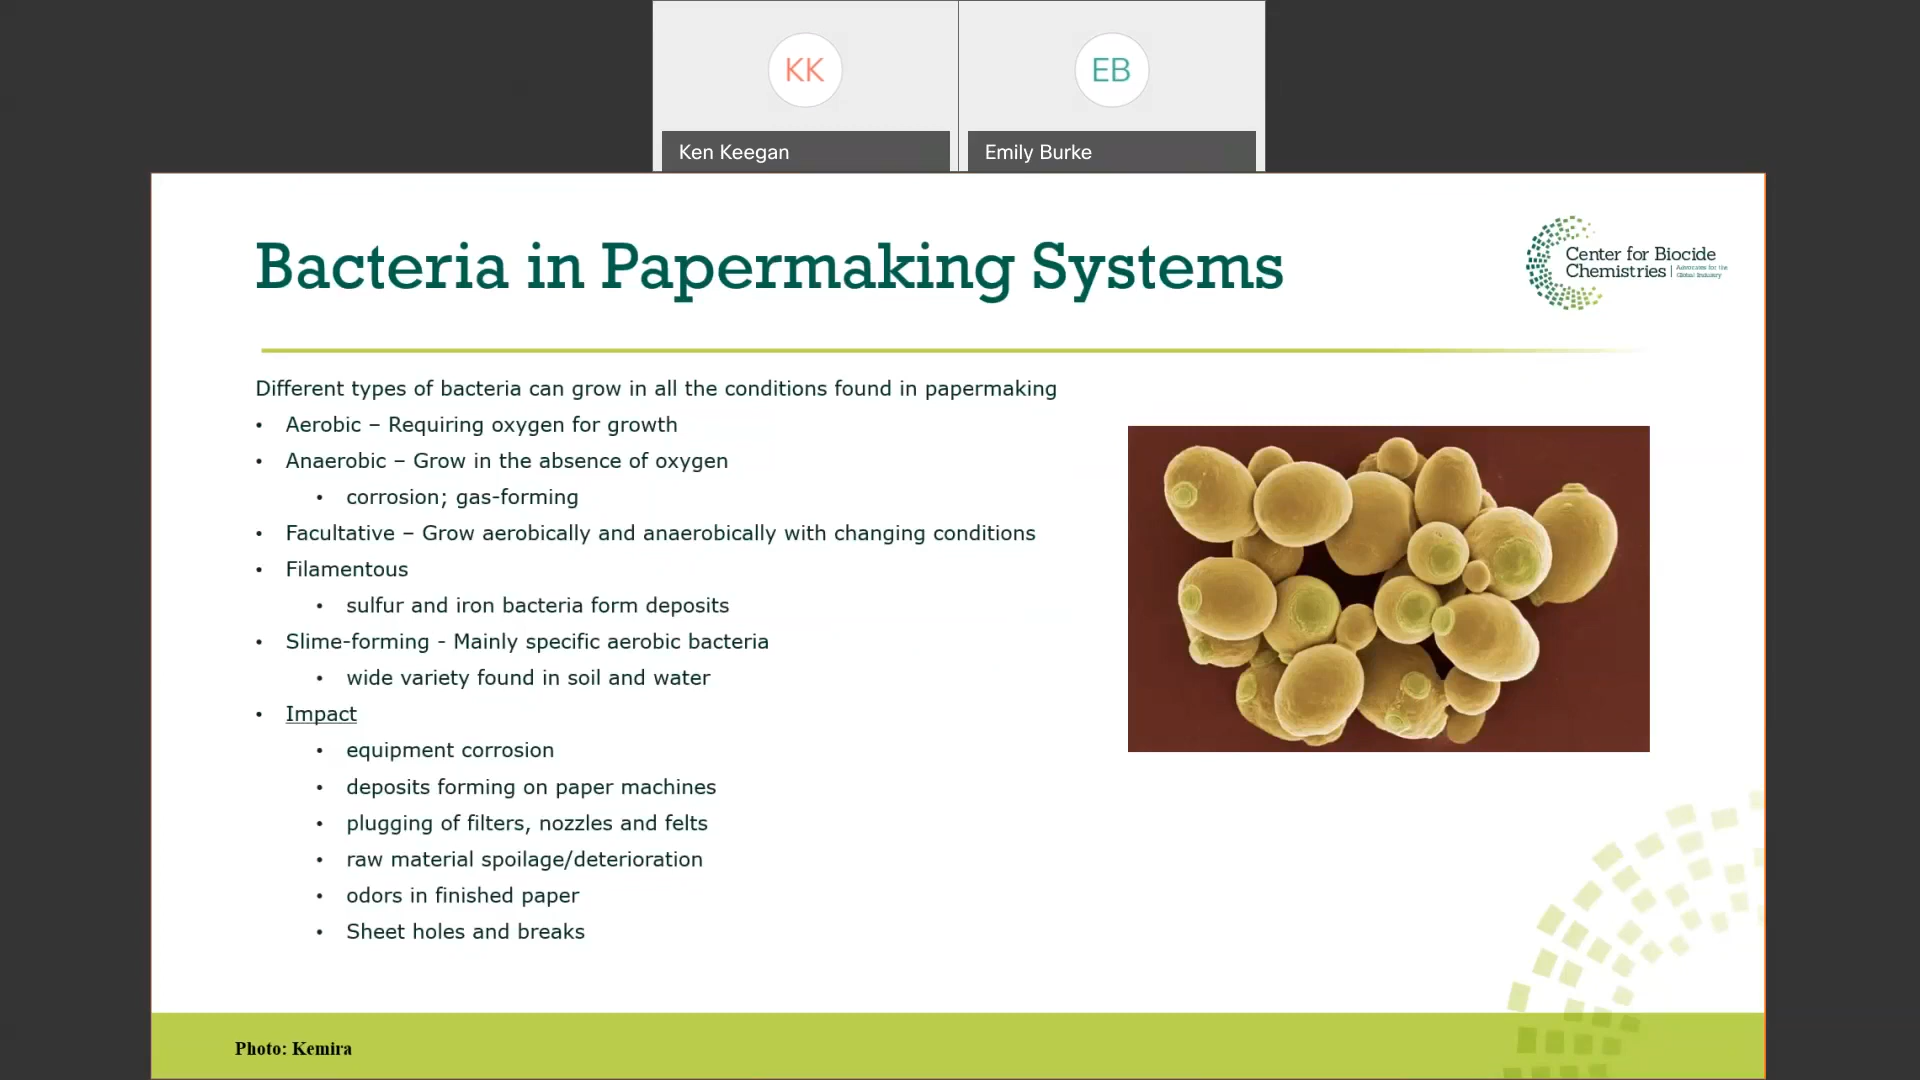 KK
EB
Ken Keegan
Emily Burke
Bacteria in Papermaking Systems
Center for Biocide
Chemistries | Advocates for the
Global Industry
Different types of bacteria can grow in all the conditions found in papermaking
• Aerobic – Requiring oxygen for growth
• Anaerobic – Grow in the absence of oxygen
• corrosion; gas-forming
• Facultative – Grow aerobically and anaerobically with changing conditions
• Filamentous
• sulfur and iron bacteria form deposits
• Slime-forming - Mainly specific aerobic bacteria
• wide variety found in soil and water
• Impact
• equipment corrosion
• deposits forming on paper machines
• plugging of filters, nozzles and felts
• raw material spoilage/deterioration
• odors in finished paper
• Sheet holes and breaks
Photo: Kemira